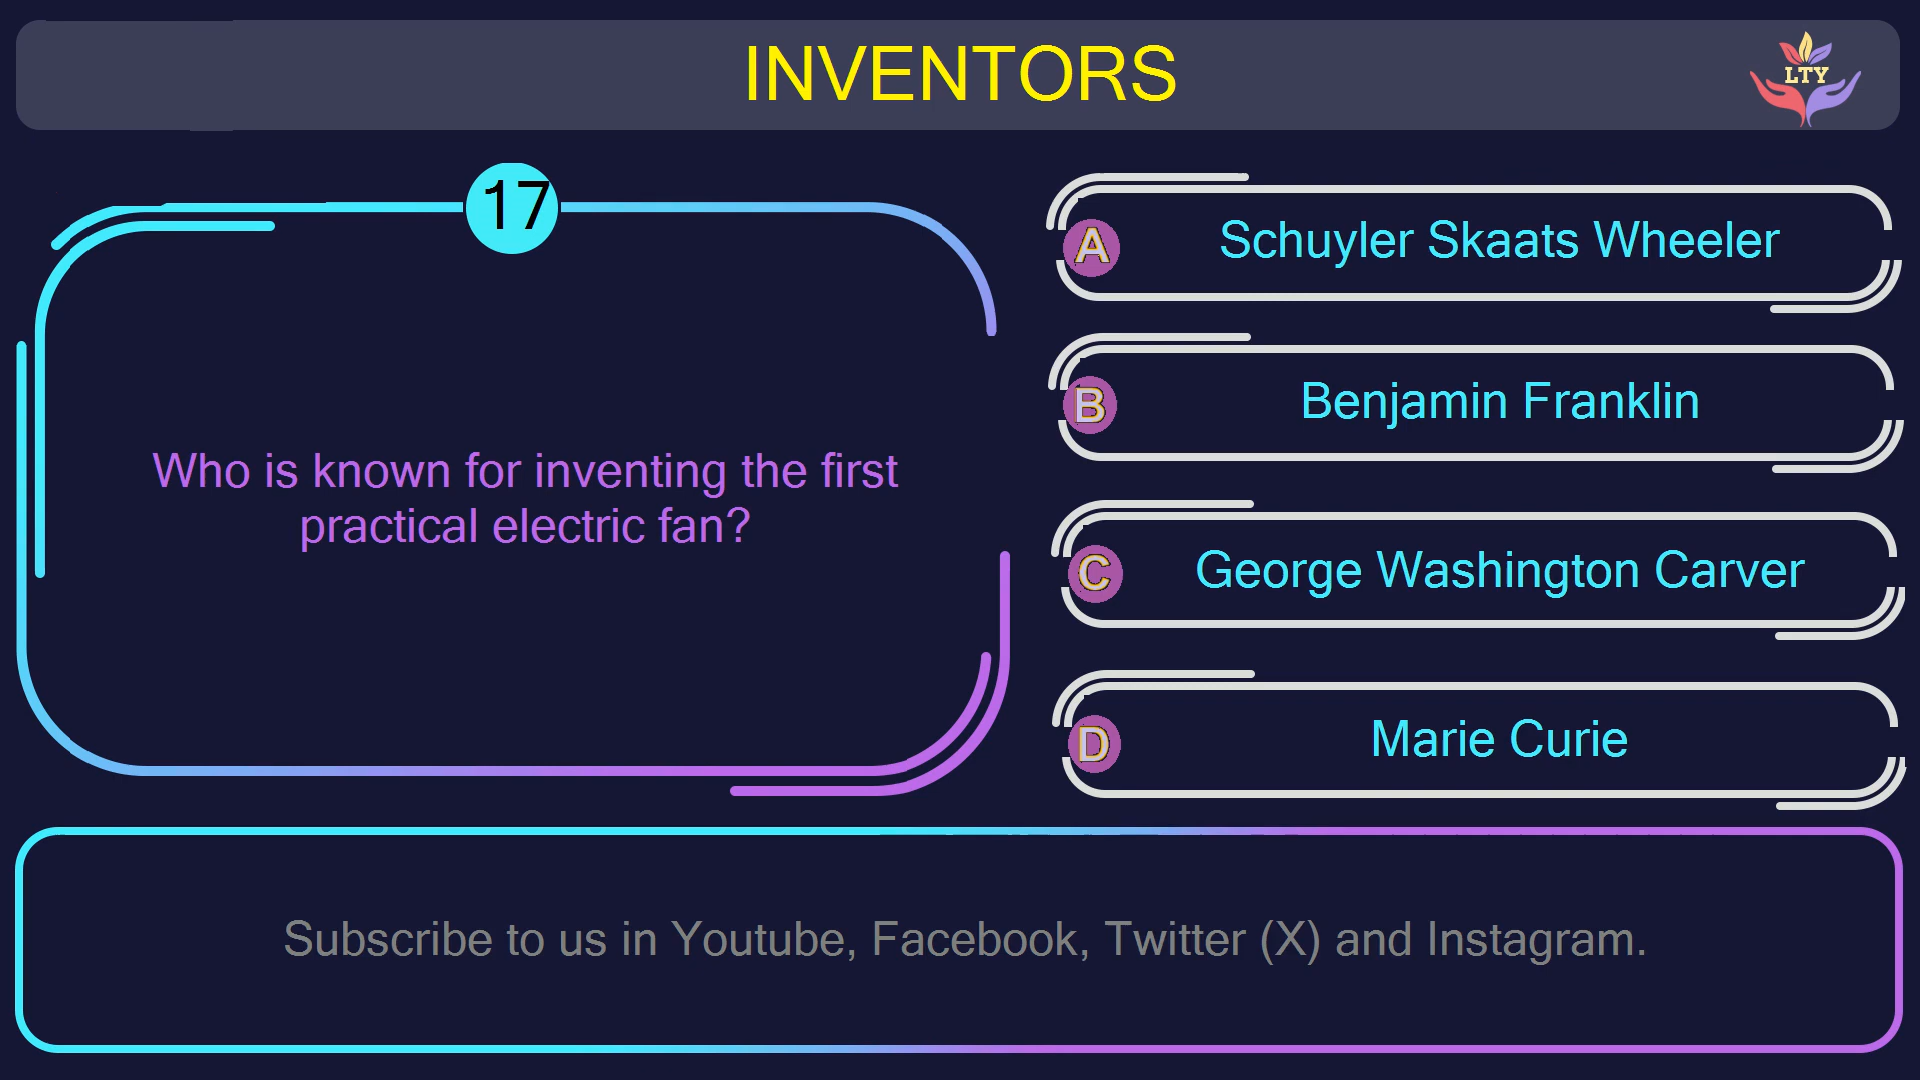 INVENTORS
LTY
17
Who is known for inventing the first
practical electric fan?
A
Schuyler Skaats Wheeler
B
Benjamin Franklin
C
George Washington Carver
D
Marie Curie
Subscribe to us in Youtube, Facebook, Twitter (X) and Instagram.